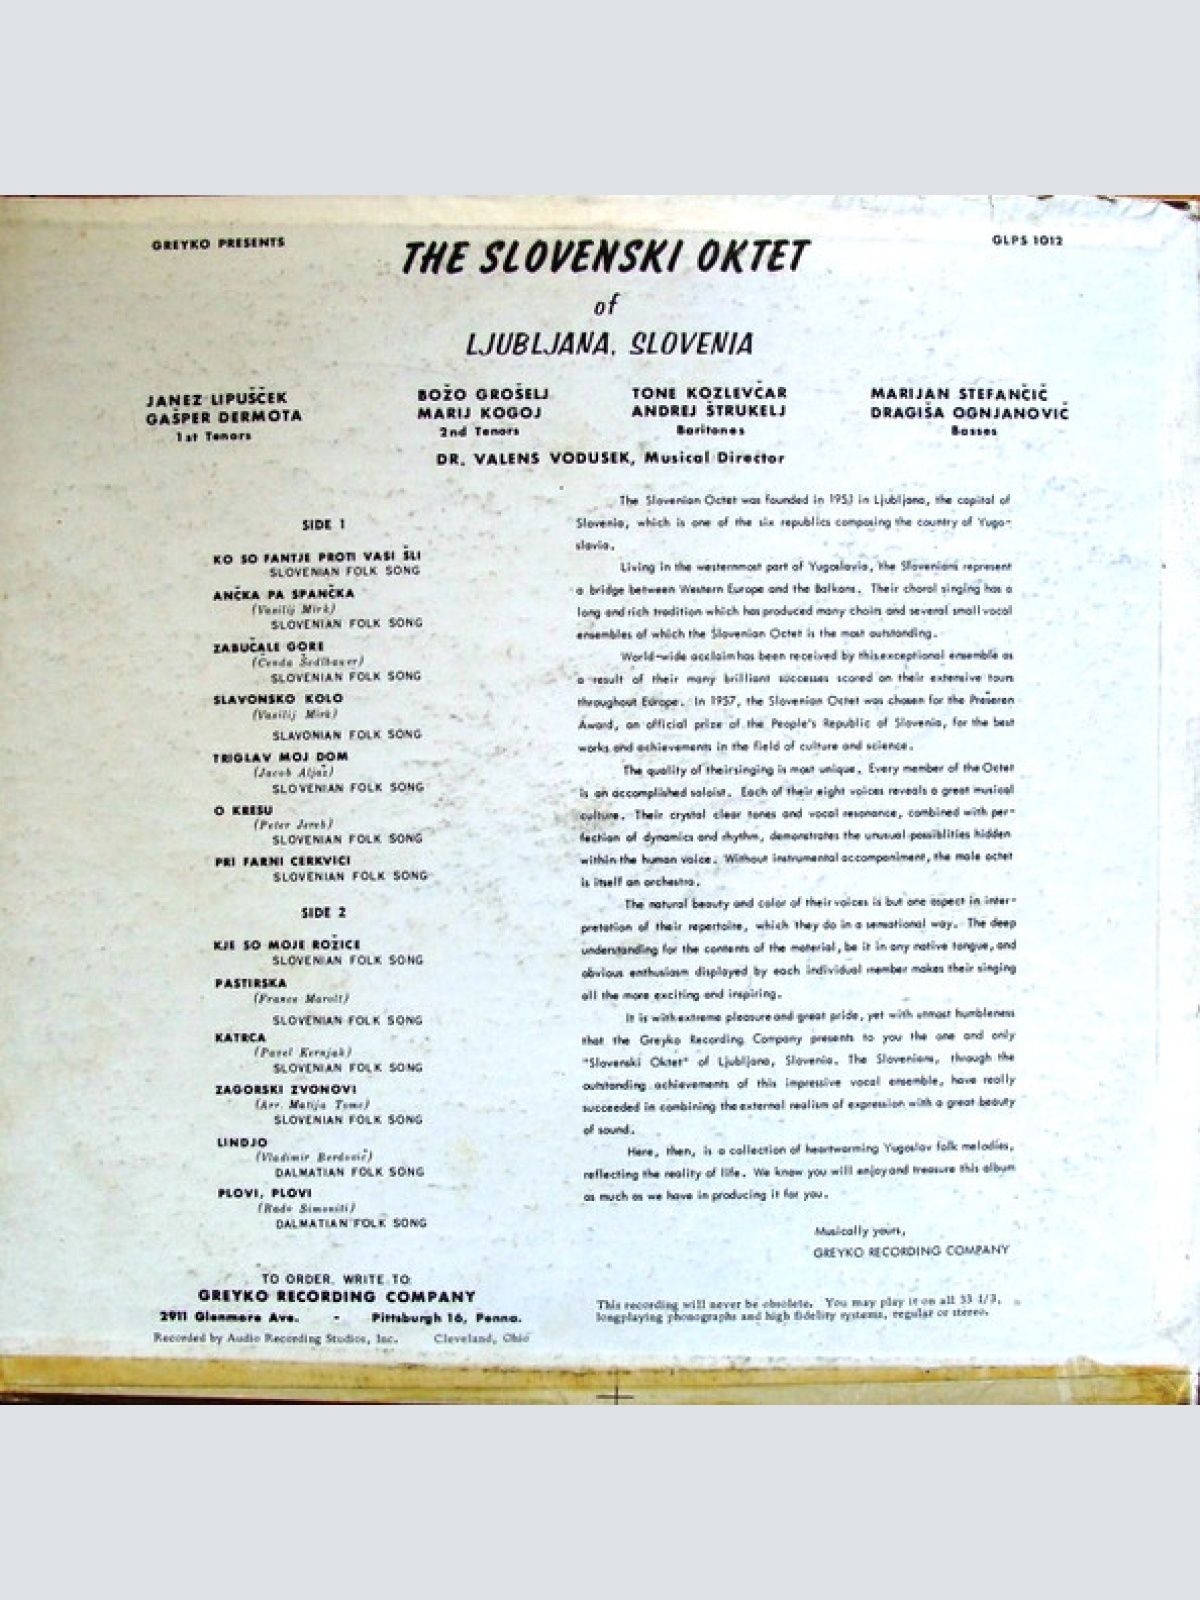 GREYKO PRESENTS
GLPS 1012
THE SLOVENSKI OKTET
of
LJUBLJANA, SLOVENIA
JANEZ LIPUŠČEK
GAŠPER DERMOTA
1st Tenors
BOŽO GROŠELJ
MARIJ KOGOJ
2nd Tenors
TONE KOZLEVČAR
ANDREJ ŠTRUKELJ
Baritones
MARIJAN STEFANČIČ
DRAGIŠA OGNJANOVIČ
Basses
DR. VALENS VODUSEK, Musical Director
SIDE 1
KO SO FANTJE PROTI VASI ŠLI
SLOVENIAN FOLK SONG
ANČKA PA SPANČKA
(Vasilij Mirk)
SLOVENIAN FOLK SONG
ZABUČALE GORE
(Čenda Šedlbauer)
SLOVENIAN FOLK SONG
SLAVONSKO KOLO
(Vasilij Mirk)
SLAVONIAN FOLK SONG
TRIGLAV MOJ DOM
(Jacob Aljaž)
SLOVENIAN FOLK SONG
O KRESU
(Peter Jereb)
SLOVENIAN FOLK SONG
PRI FARNI CERKVICI
SLOVENIAN FOLK SONG
SIDE 2
KJE SO MOJE ROŽICE
SLOVENIAN FOLK SONG
PASTIRSKA
(France Marolt)
SLOVENIAN FOLK SONG
KATRCA
(Pavel Kernjak)
SLOVENIAN FOLK SONG
ZAGORSKI ZVONOVI
(Arr. Matija Tomc)
SLOVENIAN FOLK SONG
LINDJO
(Vladimir Berdovič)
DALMATIAN FOLK SONG
PLOVI, PLOVI
(Rado Simoniti)
DALMATIAN FOLK SONG
TO ORDER, WRITE TO:
GREYKO RECORDING COMPANY
2911 Glenmore Ave. - Pittsburgh 16, Penna.
Recorded by Audio Recording Studios, Inc. Cleveland, Ohio
The Slovenian Octet was founded in 1953 in Ljubljana, the capital of
Slovenia, which is one of the six republics composing the country of Yugo-
slavia.
Living in the westernmost part of Yugoslavia, the Slovenians represent
a bridge between Western Europe and the Balkans. Their choral singing has a
long and rich tradition which has produced many choirs and several small vocal
ensembles of which the Slovenian Octet is the most outstanding.
World-wide acclaim has been received by this exceptional ensemble as
a result of their many brilliant successes scored on their extensive tours
throughout Europe. In 1957, the Slovenian Octet was chosen for the Prešeren
Award, an official prize of the People's Republic of Slovenia, for the best
works and achievements in the field of culture and science.
The quality of their singing is most unique. Every member of the Octet
is an accomplished soloist. Each of their eight voices reveals a great musical
culture. Their crystal clear tones and vocal resonance, combined with per-
fection of dynamics and rhythm, demonstrates the unusual possiblities hidden
within the human voice. Without instrumental accompaniment, the male octet
is itself an orchestra.
The natural beauty and color of their voices is but one aspect in inter-
pretation of their repertoire, which they do in a sensational way. The deep
understanding for the contents of the material, be it in any native tongue, and
obvious enthusiasm displayed by each individual member makes their singing
all the more exciting and inspiring.
It is with extreme pleasure and great pride, yet with utmost humbleness
that the Greyko Recording Company presents to you the one and only
"Slovenski Oktet" of Ljubljana, Slovenia. The Slovenians, through the
outstanding achievements of this impressive vocal ensemble, have really
succeeded in combining the external realism of expression with a great beauty
of sound.
Here, then, is a collection of heartwarming Yugoslav folk melodies,
reflecting the reality of life. We know you will enjoy and treasure this album
as much as we have in producing it for you.
Musically yours,
GREYKO RECORDING COMPANY
This recording will never be obsolete. You may play it on all 33 1/3,
longplaying phonographs and high fidelity systems, regular or stereo.